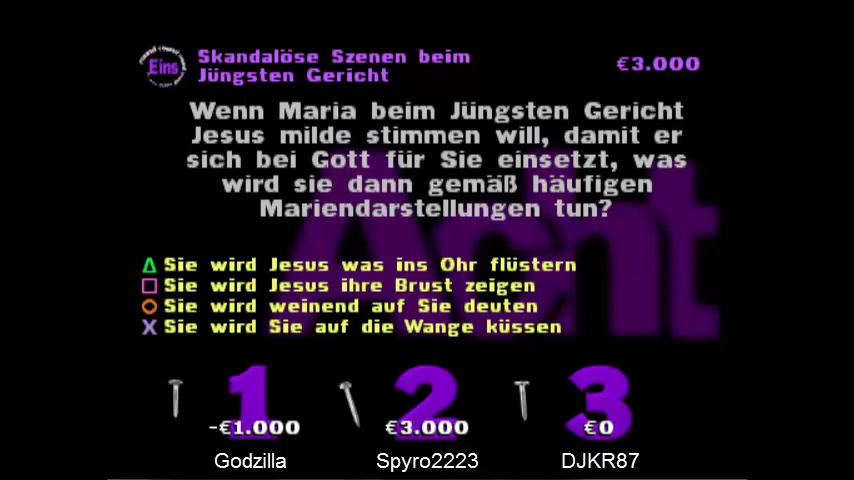 Eins
Skandalöse Szenen beim
Jüngsten Gericht
€3.000
Wenn Maria beim Jüngsten Gericht
Jesus milde stimmen will, damit er
sich bei Gott für Sie einsetzt, was
wird sie dann gemäß häufigen
Mariendarstellungen tun?
Acht
Δ Sie wird Jesus was ins Ohr flüstern
□ Sie wird Jesus ihre Brust zeigen
○ Sie wird weinend auf Sie deuten
X Sie wird Sie auf die Wange küssen
1 2 3
-€1.000 €3.000 €0
Godzilla Spyro2223 DJKR87